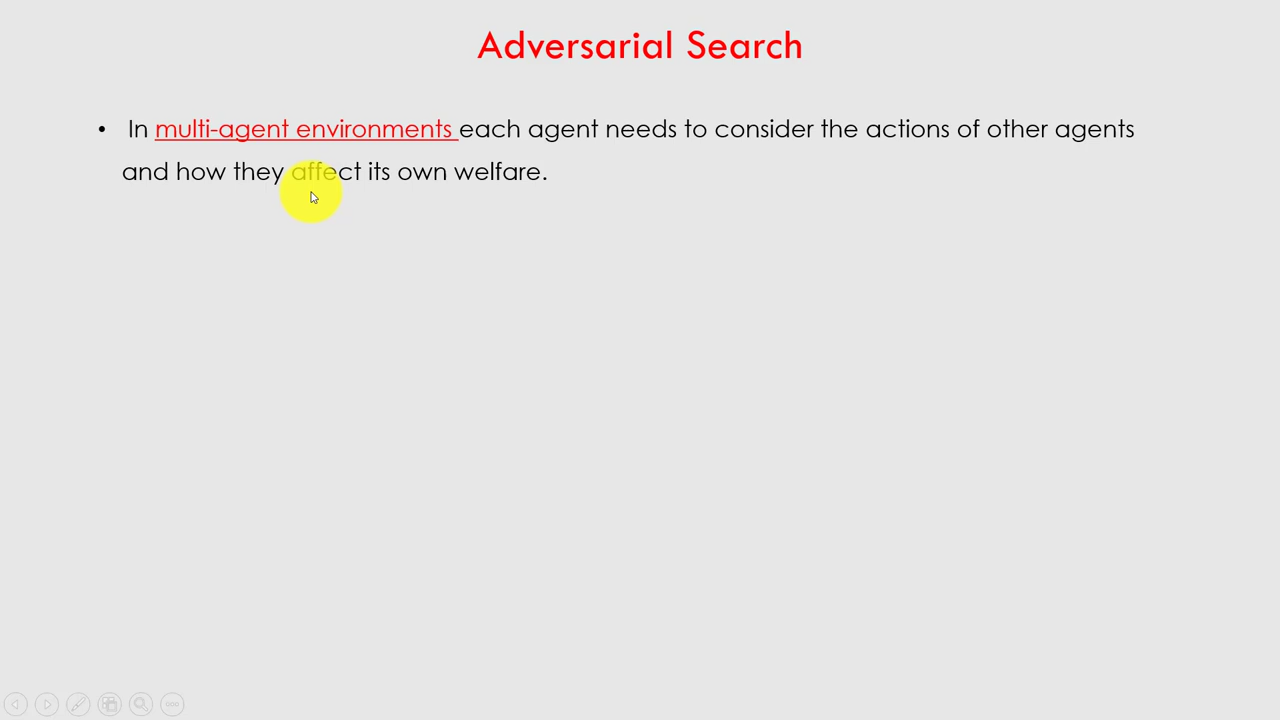 Adversarial Search
• In multi-agent environments each agent needs to consider the actions of other agents
and how they affect its own welfare.